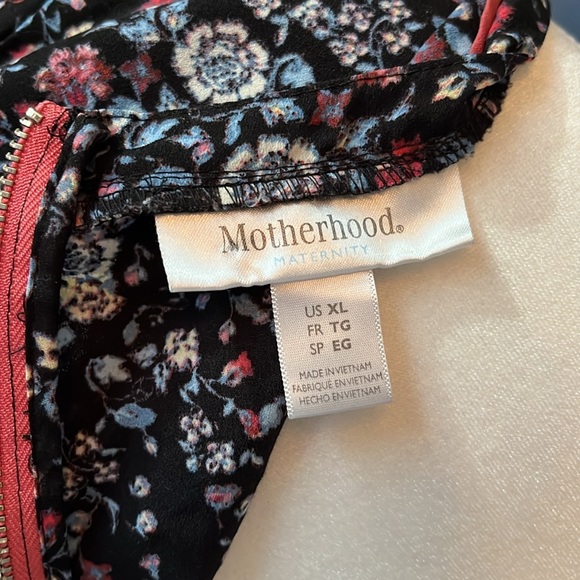 Motherhood®
MATERNITY
US XL
FR TG
SP EG
MADE IN VIETNAM
FABRIQUÉ EN VIETNAM
HECHO EN VIETNAM